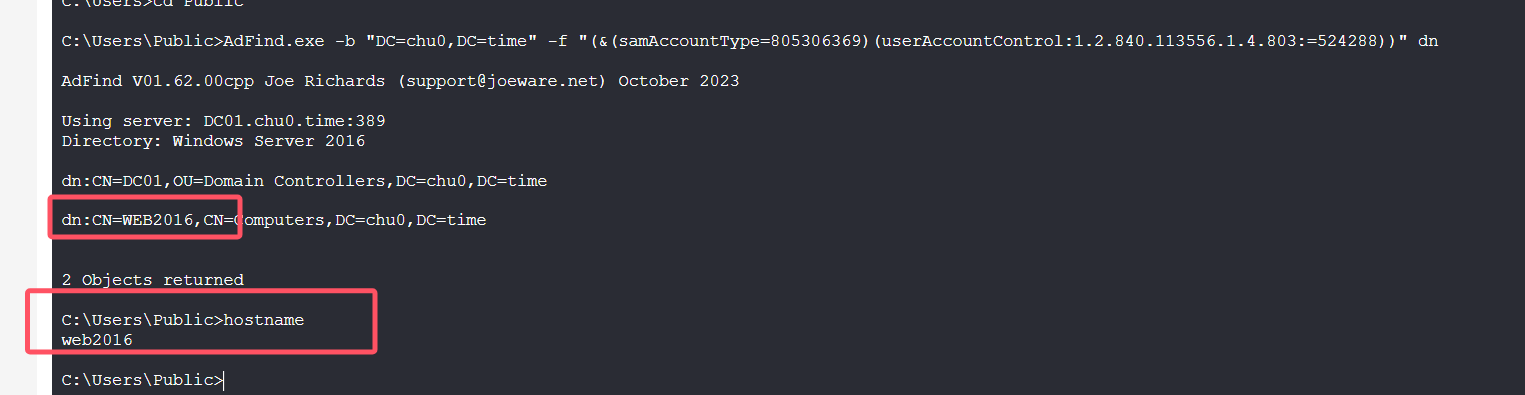 C:\Users>cd Public
C:\Users\Public>AdFind.exe -b "DC=chu0,DC=time" -f "(&(samAccountType=805306369)(userAccountControl:1.2.840.113556.1.4.803:=524288))" dn
AdFind V01.62.00cpp Joe Richards (support@joeware.net) October 2023
Using server: DC01.chu0.time:389
Directory: Windows Server 2016
dn:CN=DC01,OU=Domain Controllers,DC=chu0,DC=time
dn:CN=WEB2016,CN=Computers,DC=chu0,DC=time
2 Objects returned
C:\Users\Public>hostname
web2016
C:\Users\Public>